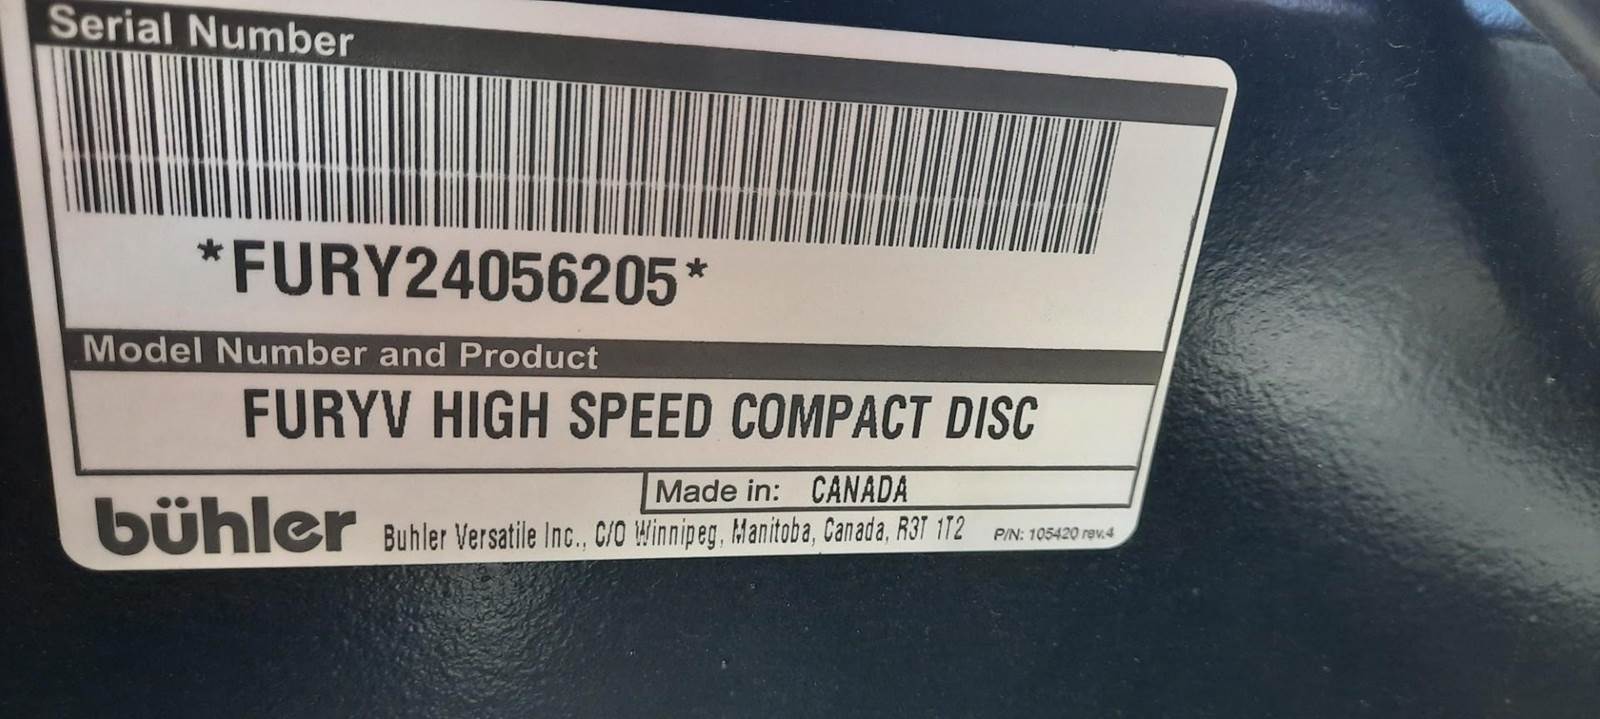 Serial Number
*FURY24056205*
Model Number and Product
FURYV HIGH SPEED COMPACT DISC
Made in: CANADA
bühler
Buhler Versatile Inc., C/O Winnipeg, Manitoba, Canada, R3T 1T2
P/N: 105420 rev.4